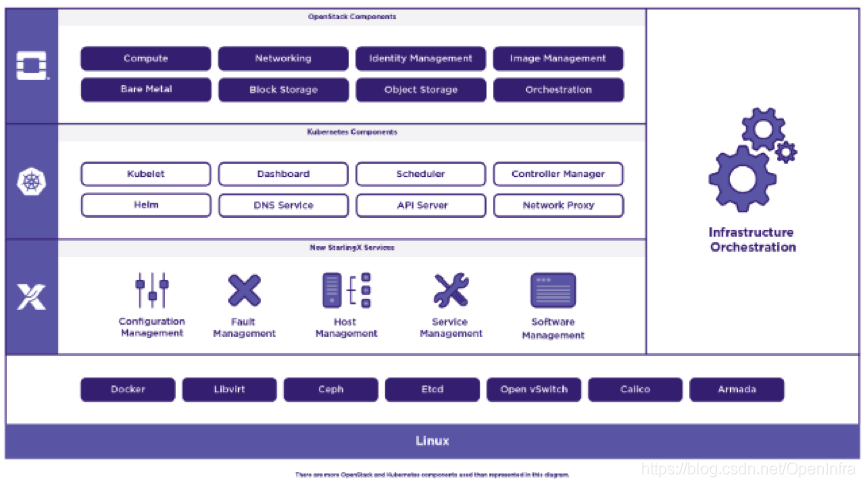 OpenStack Components
Compute
Networking
Identity Management
Image Management
Bare Metal
Block Storage
Object Storage
Orchestration
Kubernetes Components
Kubelet
Dashboard
Scheduler
Controller Manager
Helm
DNS Service
API Server
Network Proxy
New StarlingX Services
Configuration
Management
Fault
Management
Host
Management
Service
Management
Software
Management
Infrastructure
Orchestration
Docker
Libvirt
Ceph
Etcd
Open vSwitch
Calico
Armada
Linux
There are more OpenStack and Kubernetes components used than represented in this diagram.
https://blog.csdn.net/OpenInfra